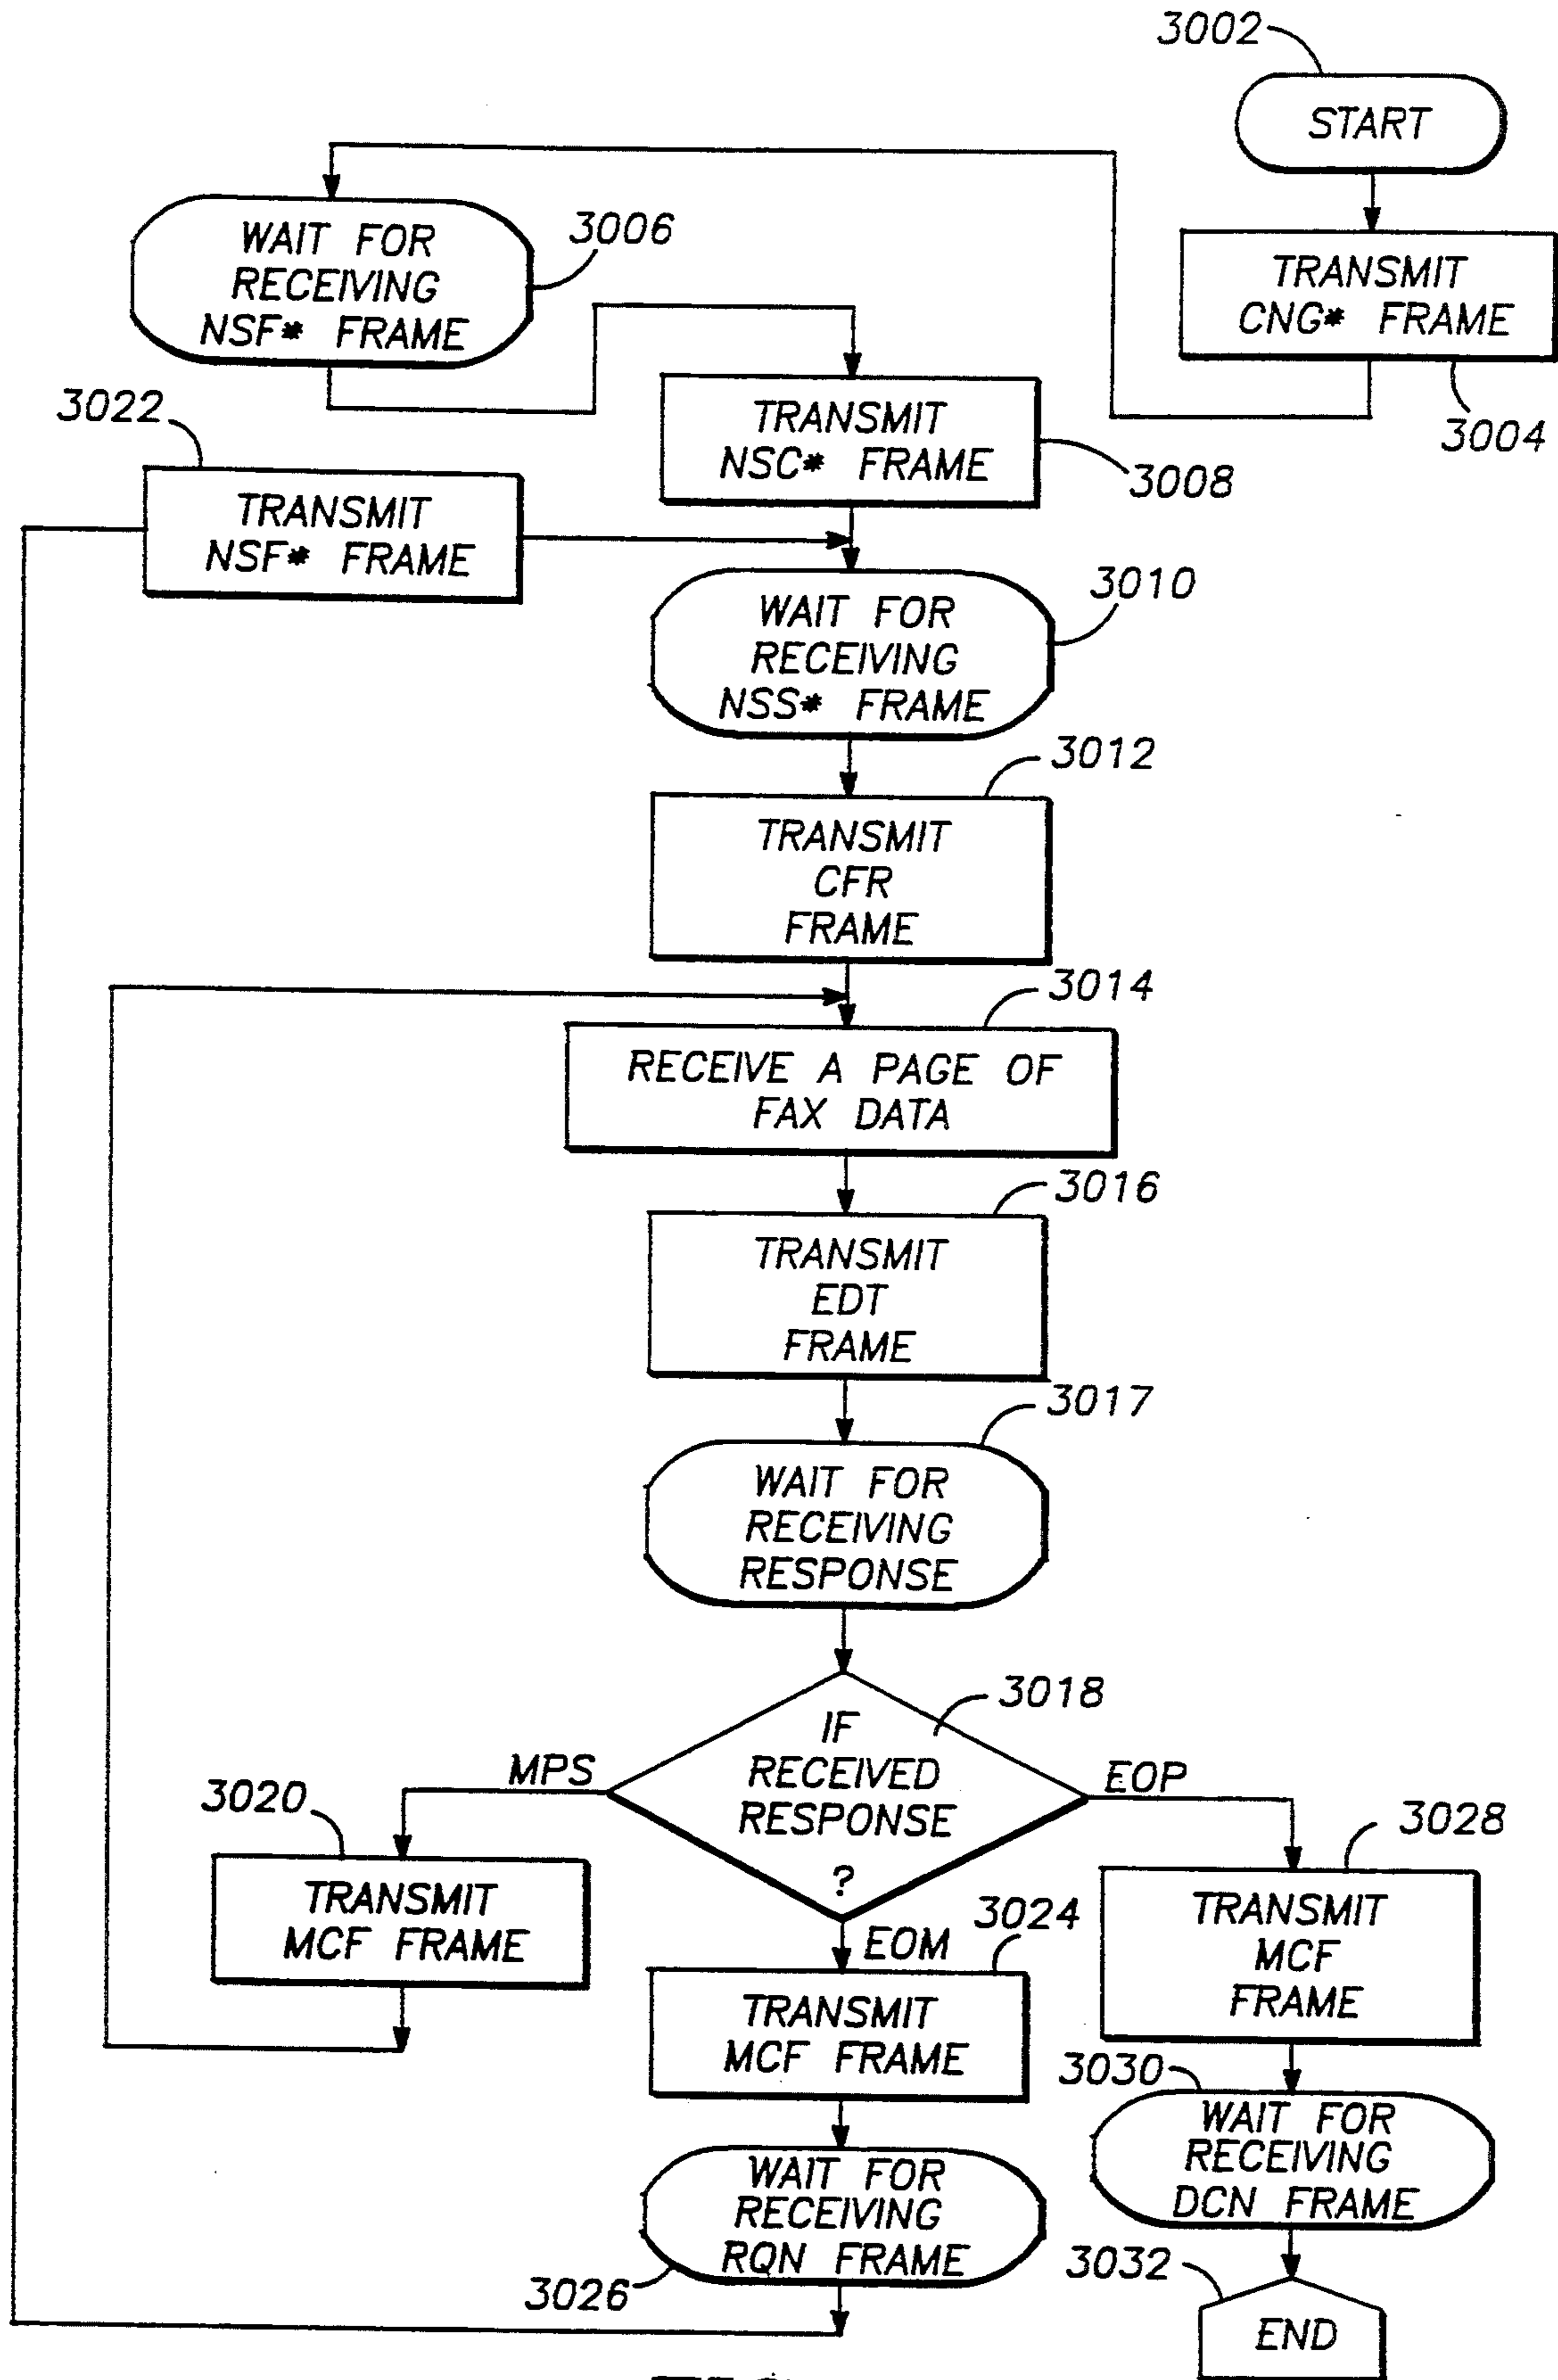 3002
START
TRANSMIT
CNG* FRAME
3004
WAIT FOR
RECEIVING
NSF* FRAME
3006
TRANSMIT
NSC* FRAME
3008
3022
TRANSMIT
NSF* FRAME
WAIT FOR
RECEIVING
NSS* FRAME
3010
3012
TRANSMIT
CFR
FRAME
3014
RECEIVE A PAGE OF
FAX DATA
3016
TRANSMIT
EDT
FRAME
3017
WAIT FOR
RECEIVING
RESPONSE
3018
IF
RECEIVED
RESPONSE
?
MPS
EOP
EOM
3020
TRANSMIT
MCF FRAME
3024
TRANSMIT
MCF FRAME
3028
TRANSMIT
MCF
FRAME
WAIT FOR
RECEIVING
RQN FRAME
3026
3030
WAIT FOR
RECEIVING
DCN FRAME
3032
END